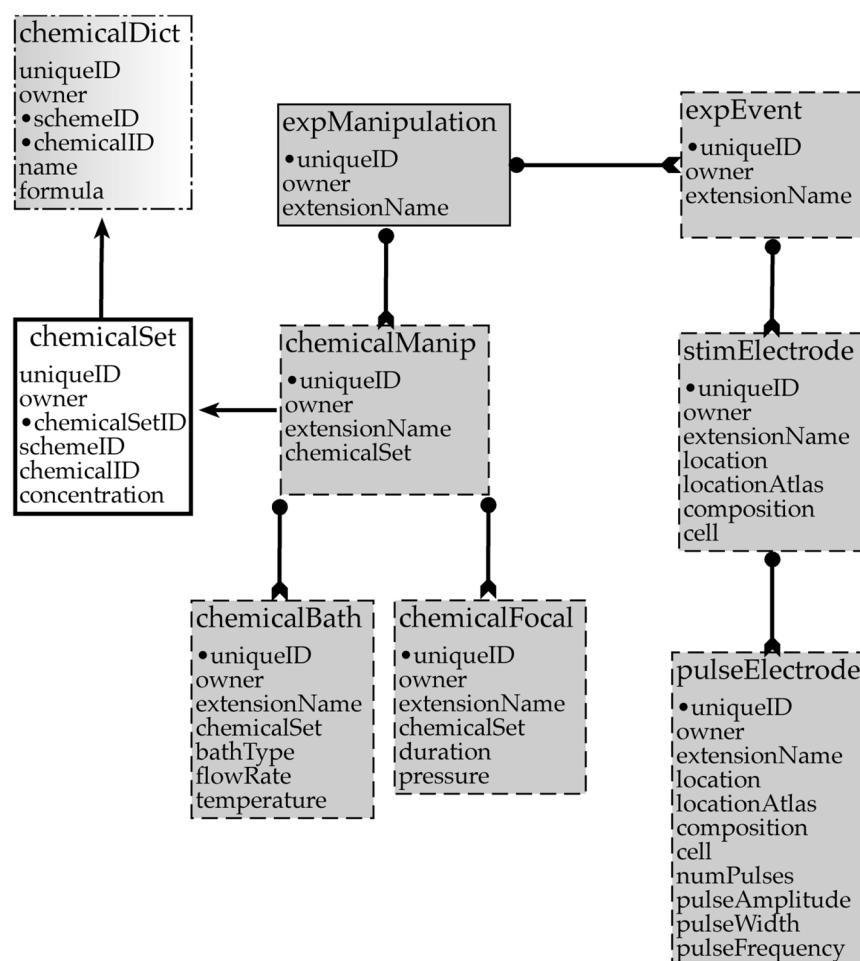 chemicalDict
uniqueID
owner
•schemeID
•chemicalID
name
formula
expManipulation
•uniqueID
owner
extensionName
expEvent
•uniqueID
owner
extensionName
chemicalSet
uniqueID
owner
•chemicalSetID
schemeID
chemicalID
concentration
chemicalManip
•uniqueID
owner
extensionName
chemicalSet
stimElectrode
•uniqueID
owner
extensionName
location
locationAtlas
composition
cell
chemicalBath
•uniqueID
owner
extensionName
chemicalSet
bathType
flowRate
temperature
chemicalFocal
•uniqueID
owner
extensionName
chemicalSet
duration
pressure
pulseElectrode
•uniqueID
owner
extensionName
location
locationAtlas
composition
cell
numPulses
pulseAmplitude
pulseWidth
pulseFrequency